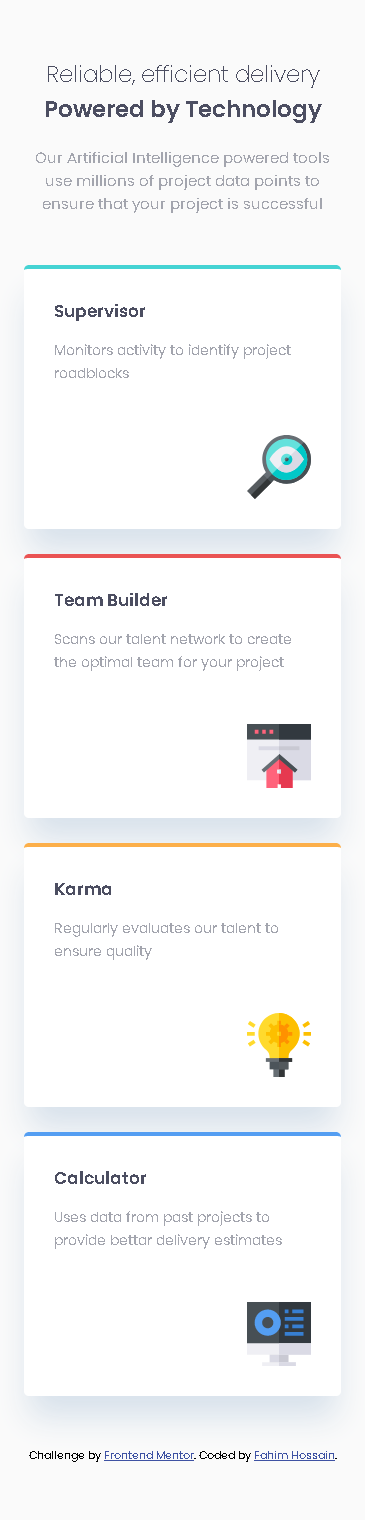 Reliable, efficient delivery
Powered by Technology
Our Artificial Intelligence powered tools
use millions of project data points to
ensure that your project is successful
Supervisor
Monitors activity to identify project
roadblocks
Team Builder
Scans our talent network to create
the optimal team for your project
Karma
Regularly evaluates our talent to
ensure quality
Calculator
Uses data from past projects to
provide bettar delivery estimates
Challenge by Frontend Mentor. Coded by Fahim Hossain.